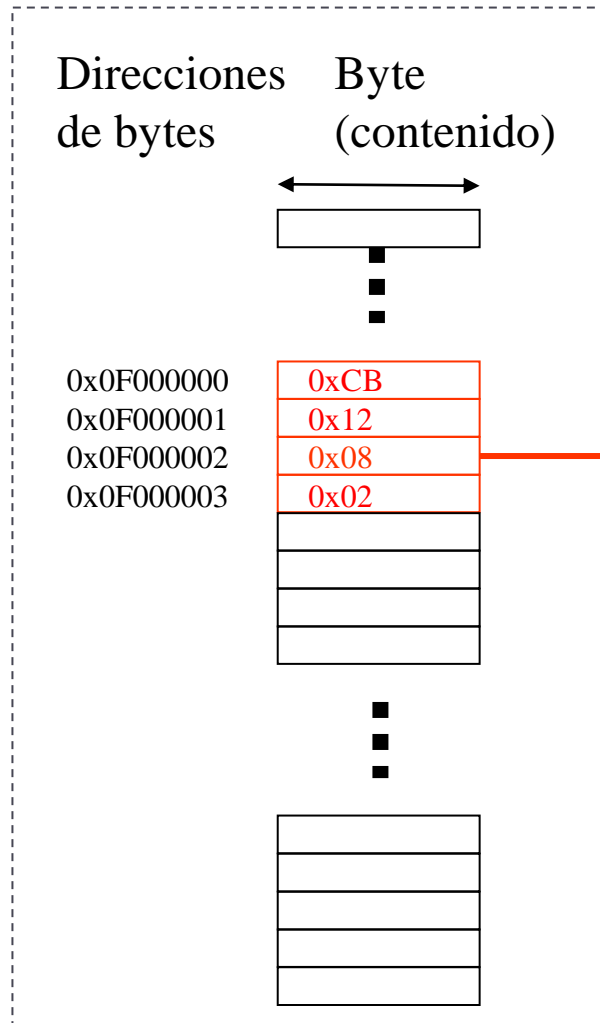 Direcciones Byte
de bytes (contenido)
0x0F000000 0xCB
0x0F000001 0x12
0x0F000002 0x08
0x0F000003 0x02